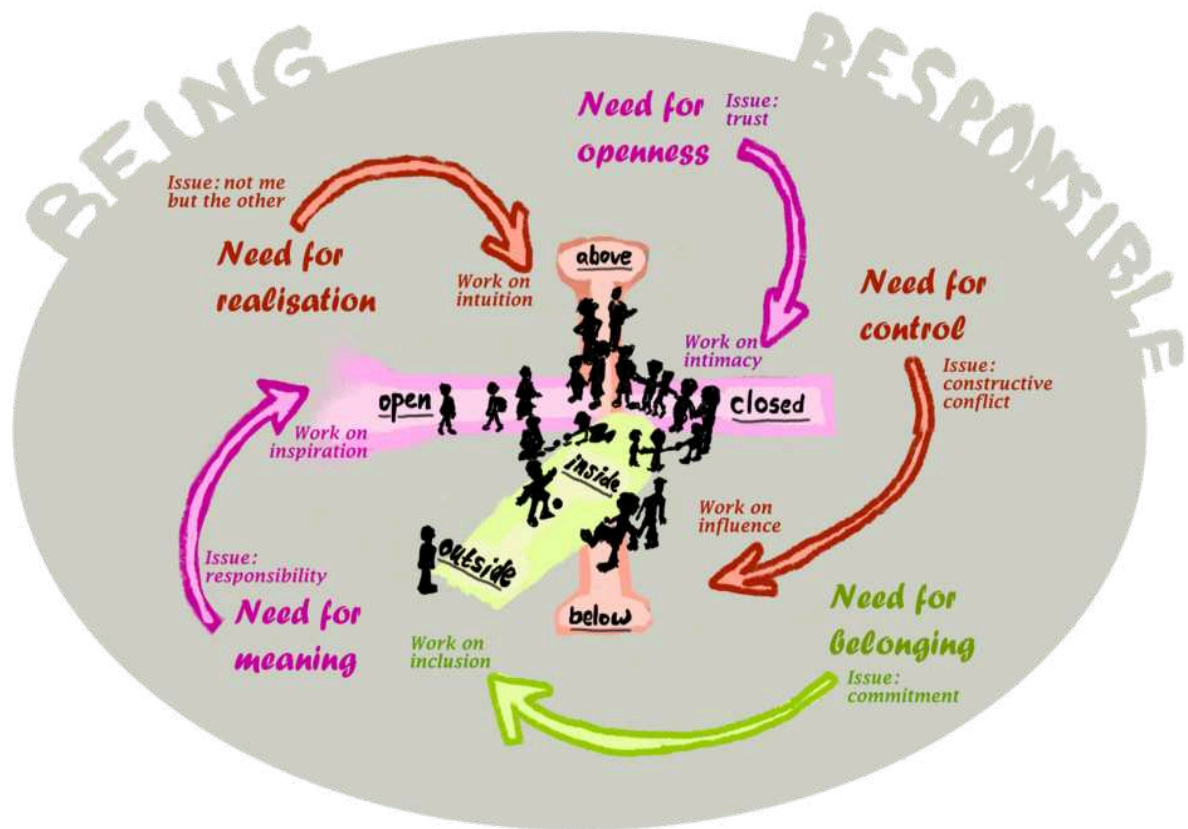 BEING
RESPONSIBLE
Need for
openness
Issue:
trust
Issue: not me
but the other
Need for
realisation
Work on
intuition
above
Need for
control
Issue:
constructive
conflict
Work on
intimacy
open
closed
Work on
inspiration
inside
Work on
influence
outside
Issue:
responsibility
Need for
meaning
below
Need for
belonging
Issue:
commitment
Work on
inclusion